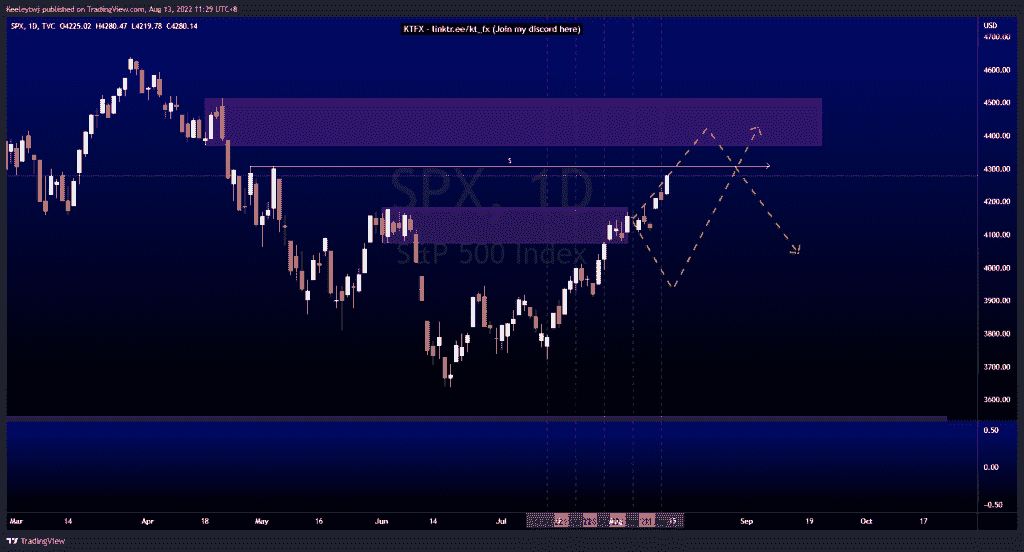 Keeleytwj published on TradingView.com, Aug 13, 2022 11:29 UTC+8
SPX, 1D, TVC O4225.02 H4280.47 L4219.78 C4280.14
KTFX - linktr.ee/kt_fx (Join my discord here)
USD
4700.00
4600.00
4500.00
4400.00
$
4300.00
SPX, 1D
4200.00
S&P 500 Index
4100.00
4000.00
3900.00
3800.00
3700.00
3600.00
0.50
0.00
-0.50
Mar 14 Apr 18 May 16 Jun 14 Jul Sep 19 Oct 17
TradingView